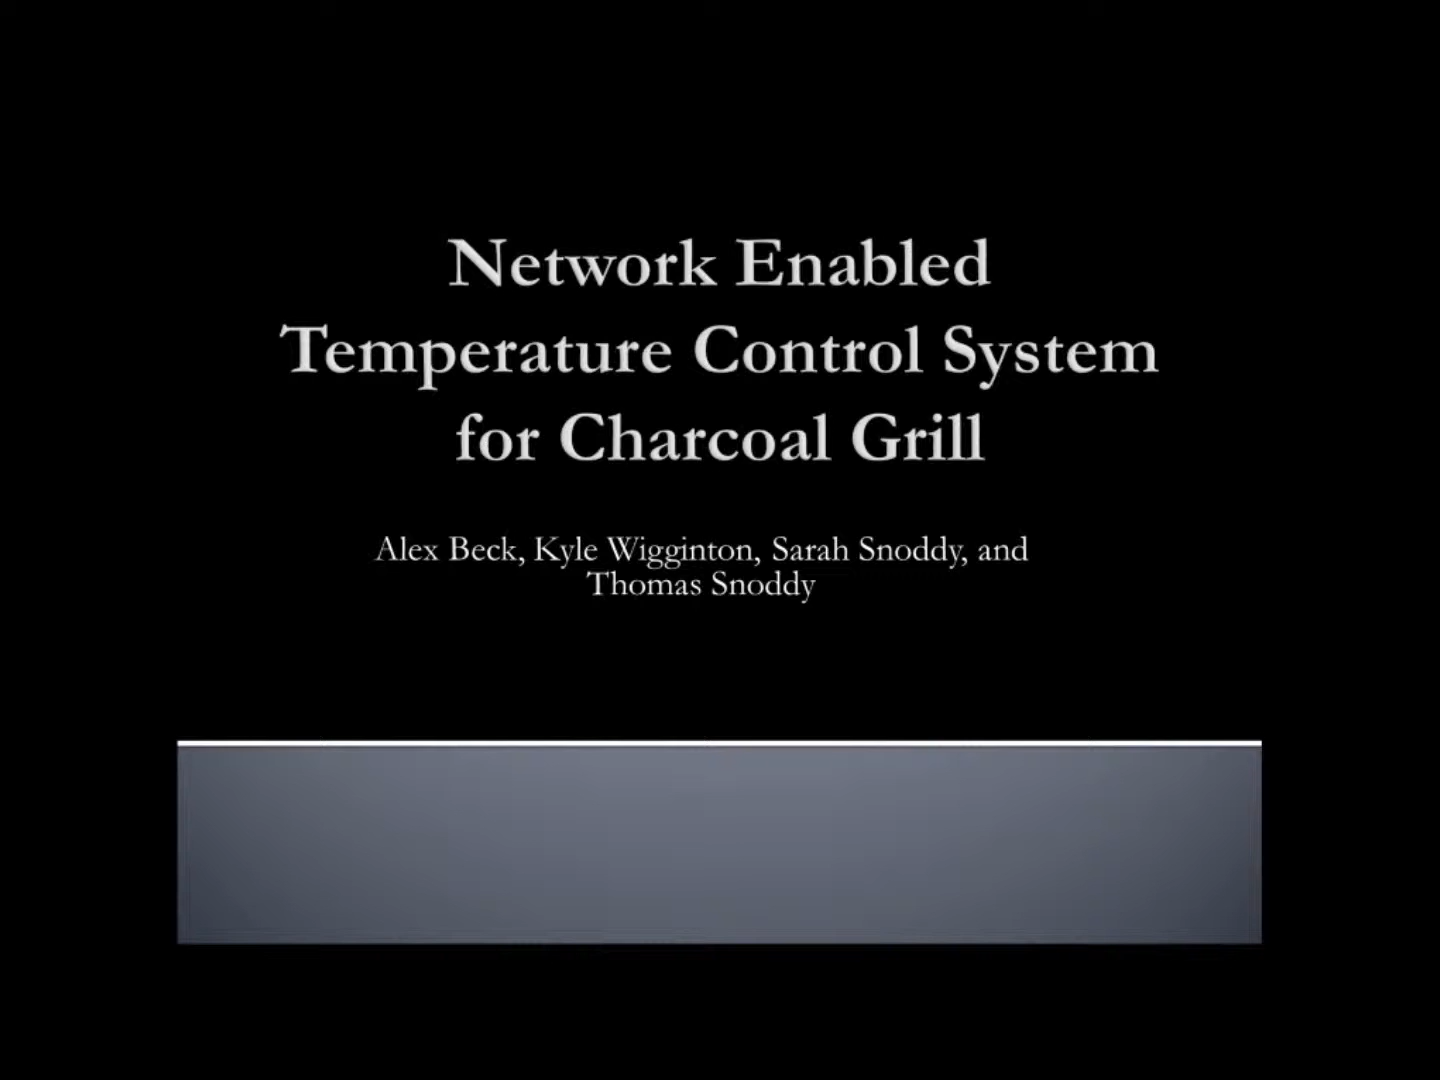 Network Enabled
Temperature Control System
for Charcoal Grill
Alex Beck, Kyle Wigginton, Sarah Snoddy, and
Thomas Snoddy